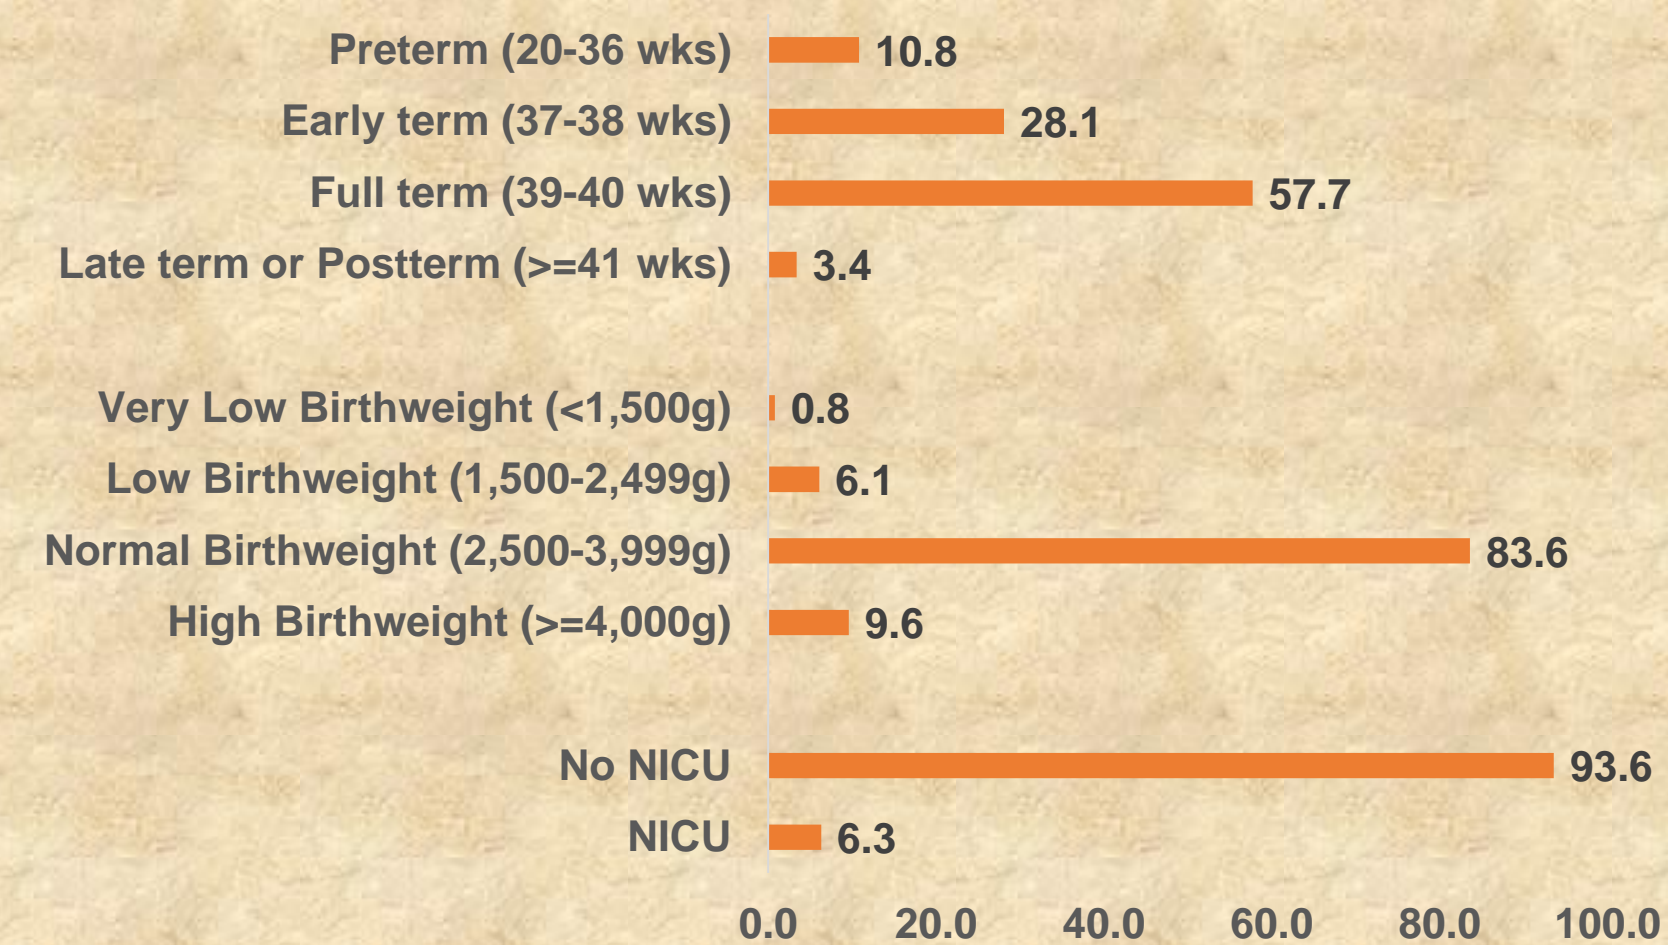 Preterm (20-36 wks) 10.8
Early term (37-38 wks) 28.1
Full term (39-40 wks) 57.7
Late term or Postterm (>=41 wks) 3.4
Very Low Birthweight (<1,500g) 0.8
Low Birthweight (1,500-2,499g) 6.1
Normal Birthweight (2,500-3,999g) 83.6
High Birthweight (>=4,000g) 9.6
No NICU 93.6
NICU 6.3
0.0 20.0 40.0 60.0 80.0 100.0